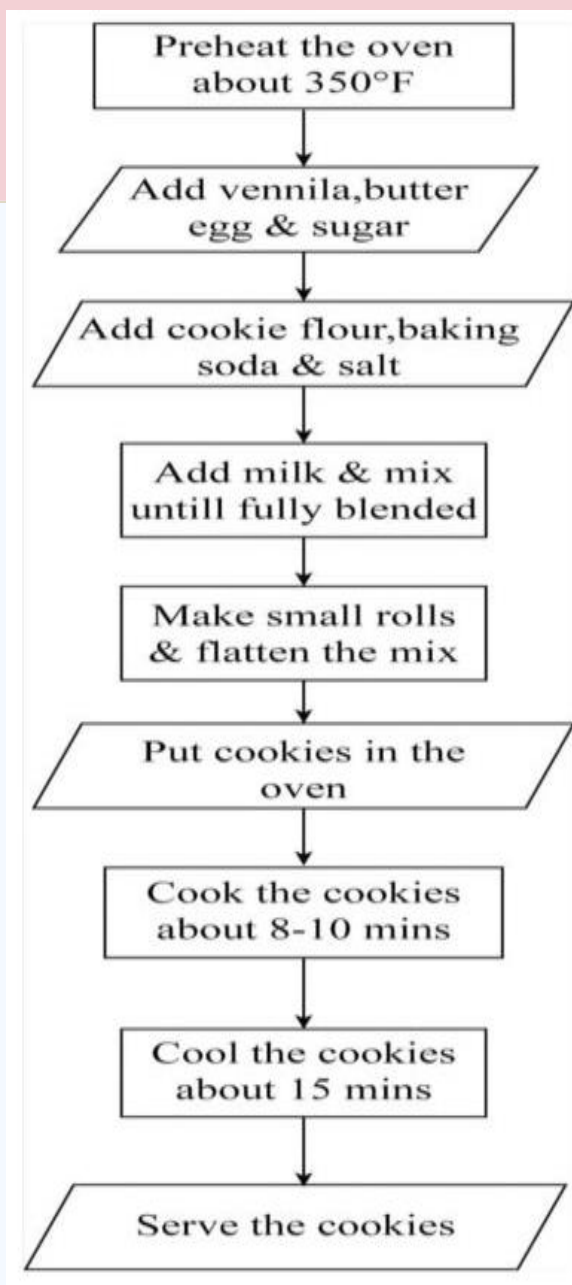 Preheat the oven
about 350°F
Add vennila,butter
egg & sugar
Add cookie flour,baking
soda & salt
Add milk & mix
untill fully blended
Make small rolls
& flatten the mix
Put cookies in the
oven
Cook the cookies
about 8-10 mins
Cool the cookies
about 15 mins
Serve the cookies